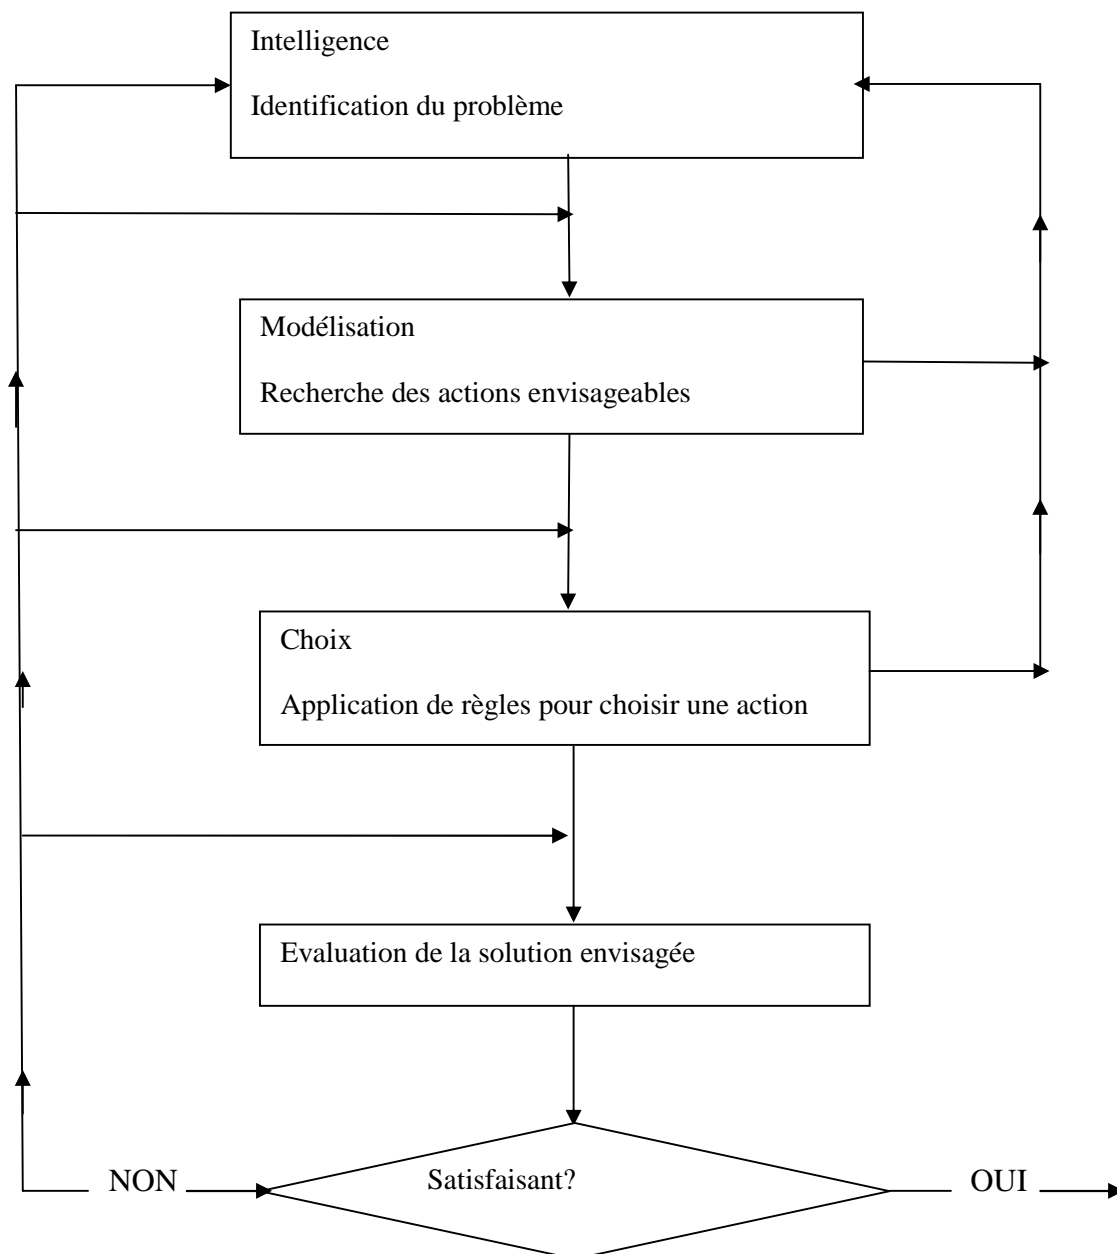 Intelligence
Identification du problème
Modélisation
Recherche des actions envisageables
Choix
Application de règles pour choisir une action
Evaluation de la solution envisagée
NON
Satisfaisant?
OUI